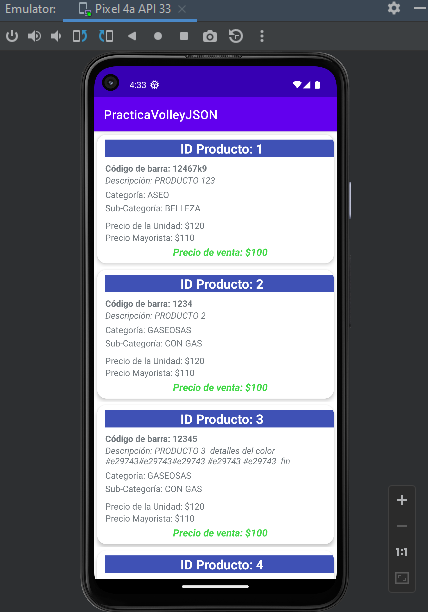 Emulator: Pixel 4a API 33
4:33
PracticaVolleyJSON
ID Producto: 1
Código de barra: 12467k9
Descripción: PRODUCTO 123
Categoría: ASEO
Sub-Categoría: BELLEZA
Precio de la Unidad: $120
Precio Mayorista: $110
Precio de venta: $100
ID Producto: 2
Código de barra: 1234
Descripción: PRODUCTO 2
Categoría: GASEOSAS
Sub-Categoría: CON GAS
Precio de la Unidad: $120
Precio Mayorista: $110
Precio de venta: $100
ID Producto: 3
Código de barra: 12345
Descripción: PRODUCTO 3, detalles del color
#e29743#e29743#e29743 #e29743 #e29743 fin
Categoría: GASEOSAS
Sub-Categoría: CON GAS
Precio de la Unidad: $120
Precio Mayorista: $110
Precio de venta: $100
ID Producto: 4
1:1